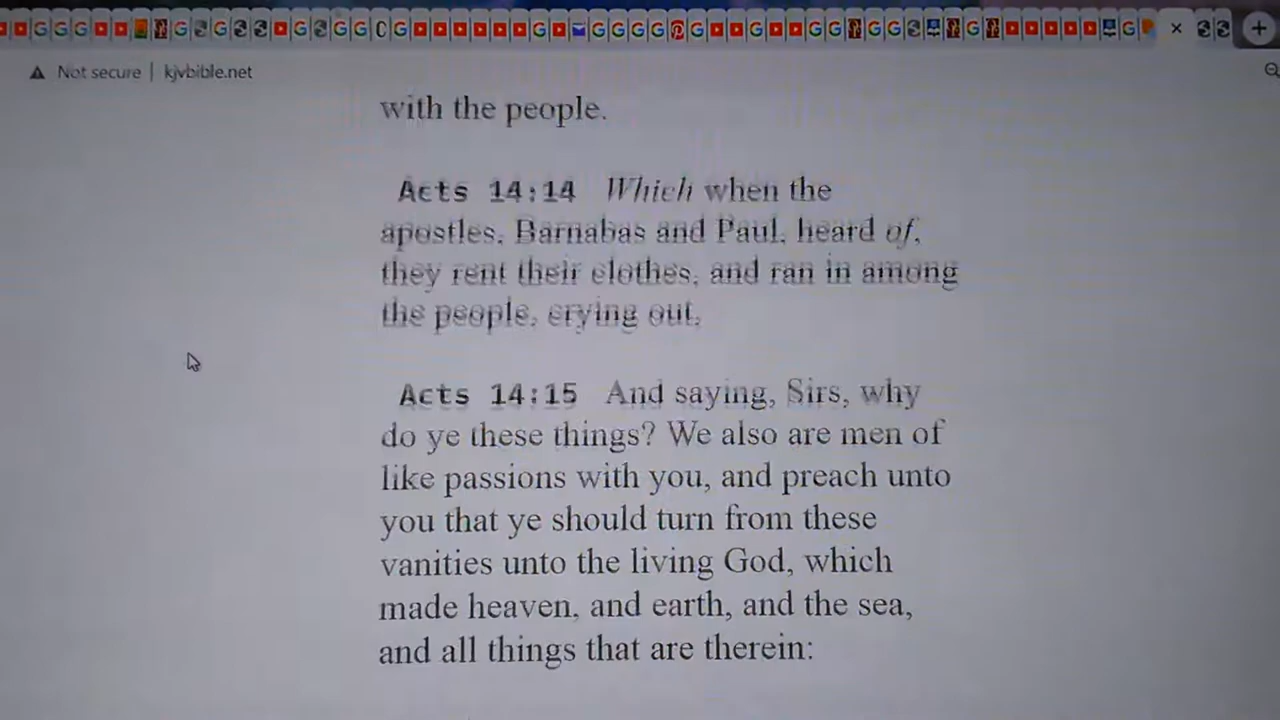 Not secure | kjvbible.net
with the people.
Acts 14:14 Which when the
apostles, Barnabas and Paul, heard of,
they rent their clothes, and ran in among
the people, crying out,
Acts 14:15 And saying, Sirs, why
do ye these things? We also are men of
like passions with you, and preach unto
you that ye should turn from these
vanities unto the living God, which
made heaven, and earth, and the sea,
and all things that are therein: